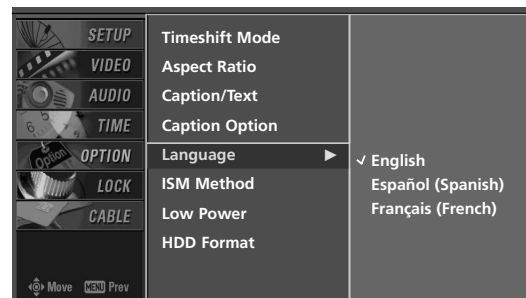 SETUP
VIDEO
AUDIO
TIME
OPTION
LOCK
CABLE
Move MENU Prev
Timeshift Mode
Aspect Ratio
Caption/Text
Caption Option
Language ►
ISM Method
Low Power
HDD Format
✓ English
Español (Spanish)
Français (French)